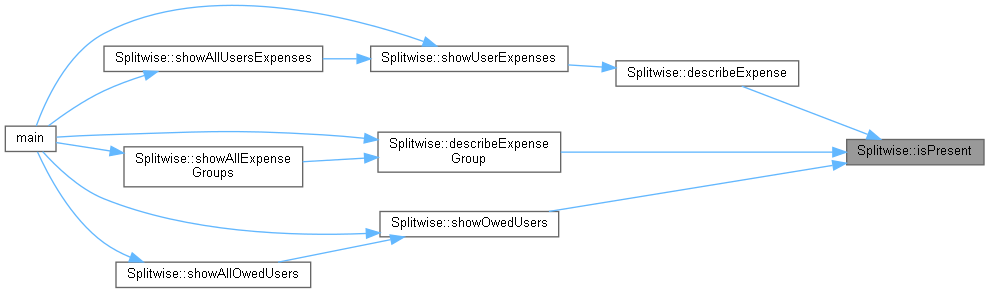 Splitwise::showAllUsersExpenses
Splitwise::showUserExpenses
Splitwise::describeExpense
main
Splitwise::describeExpense
Group
Splitwise::isPresent
Splitwise::showAllExpense
Groups
Splitwise::showOwedUsers
Splitwise::showAllOwedUsers